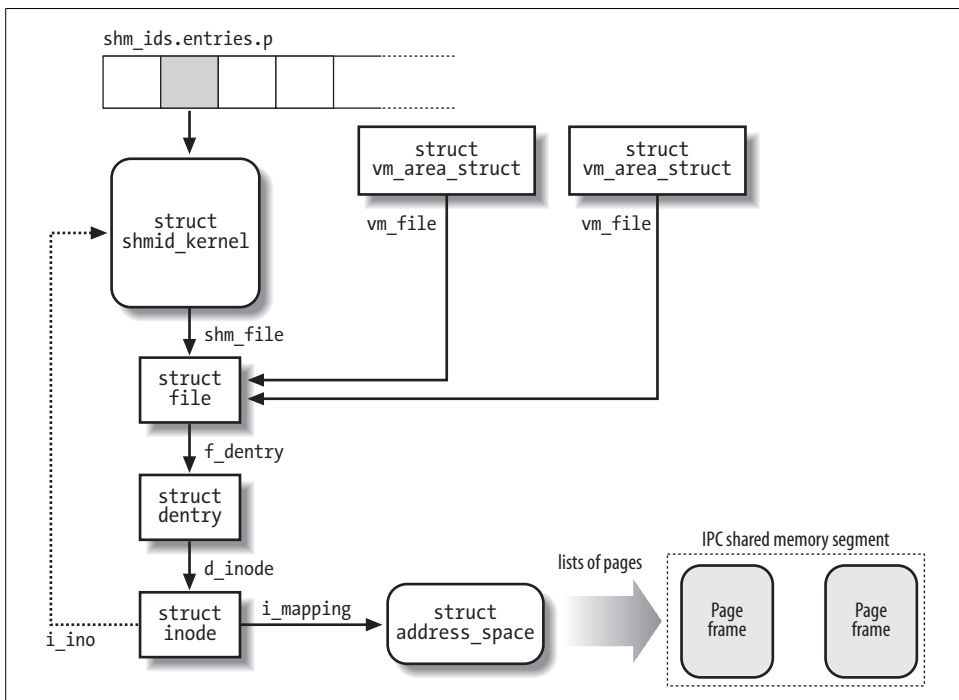 shm_ids.entries.p
struct
vm_area_struct
struct
vm_area_struct
struct
shmid_kernel
vm_file
vm_file
shm_file
struct
file
f_dentry
struct
dentry
d_inode
struct
inode
i_ino
i_mapping
struct
address_space
lists of pages
IPC shared memory segment
Page
frame
Page
frame